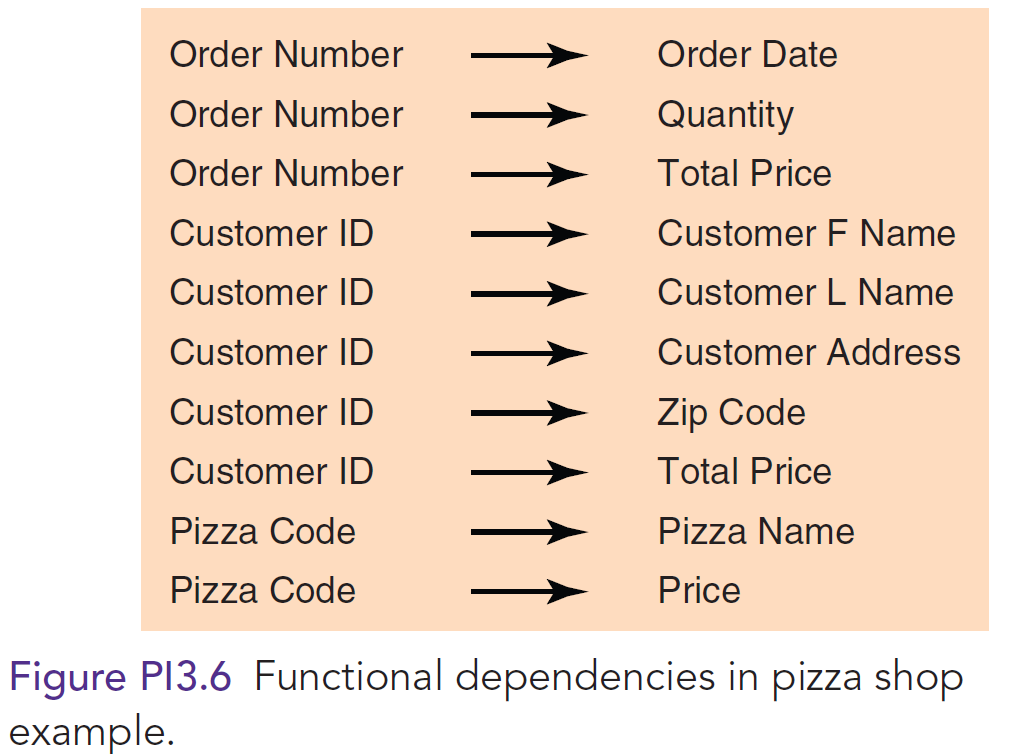 Order Number → Order Date
Order Number → Quantity
Order Number → Total Price
Customer ID → Customer F Name
Customer ID → Customer L Name
Customer ID → Customer Address
Customer ID → Zip Code
Customer ID → Total Price
Pizza Code → Pizza Name
Pizza Code → Price
Figure PI3.6 Functional dependencies in pizza shop
example.